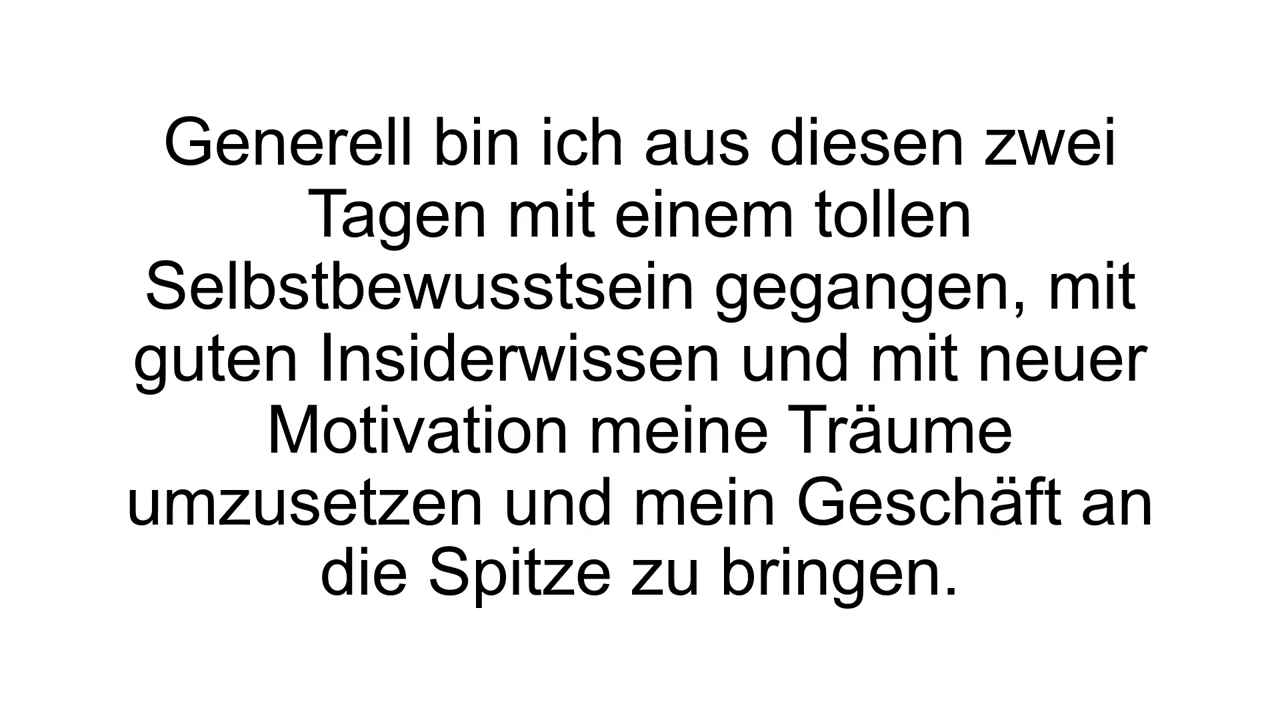 Generell bin ich aus diesen zwei
Tagen mit einem tollen
Selbstbewusstsein gegangen, mit
guten Insiderwissen und mit neuer
Motivation meine Träume
umzusetzen und mein Geschäft an
die Spitze zu bringen.